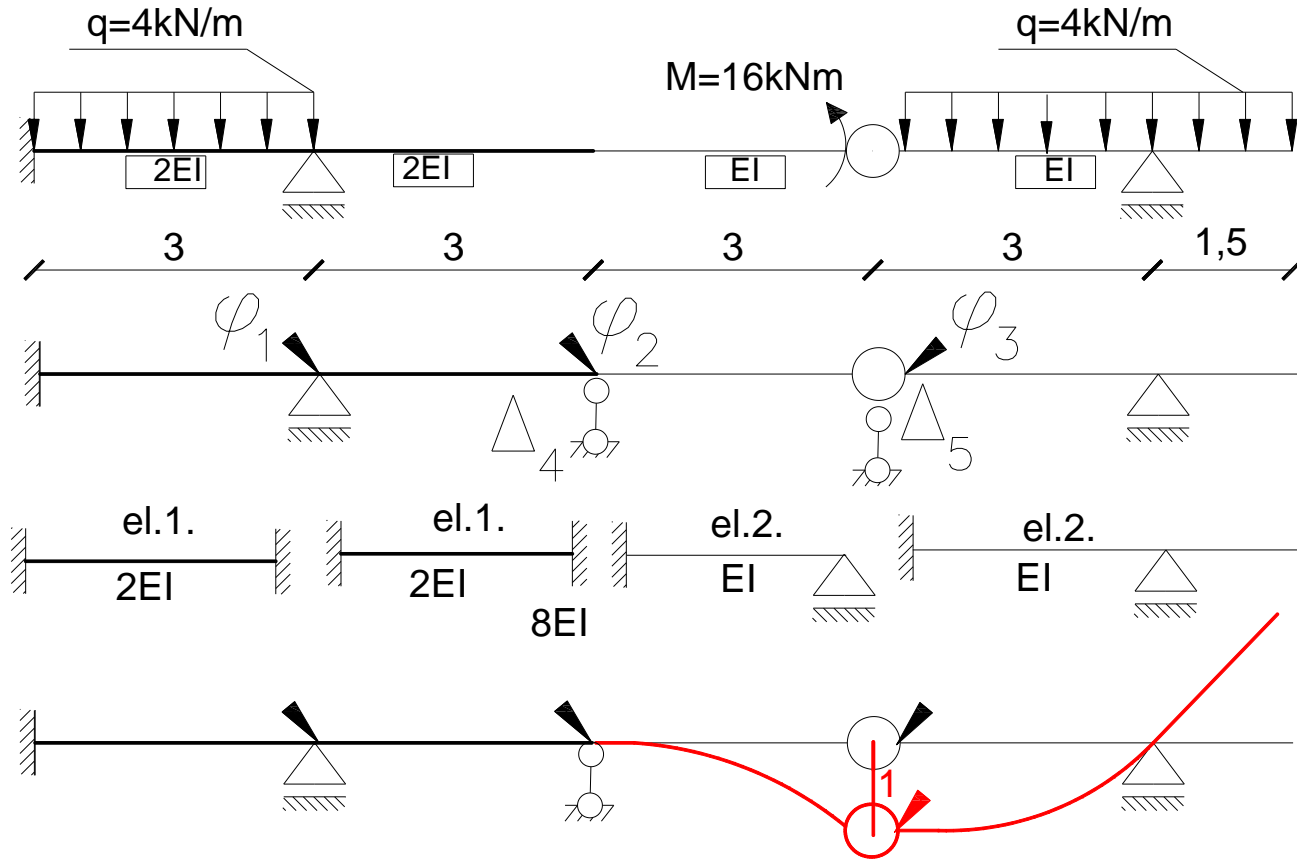 q=4kN/m q=4kN/m
M=16kNm
2EI 2EI EI EI
3 3 3 3 1,5
φ1 φ2 φ3
Δ4 Δ5
el.1. el.1. el.2. el.2.
2EI 2EI EI EI
8EI
1